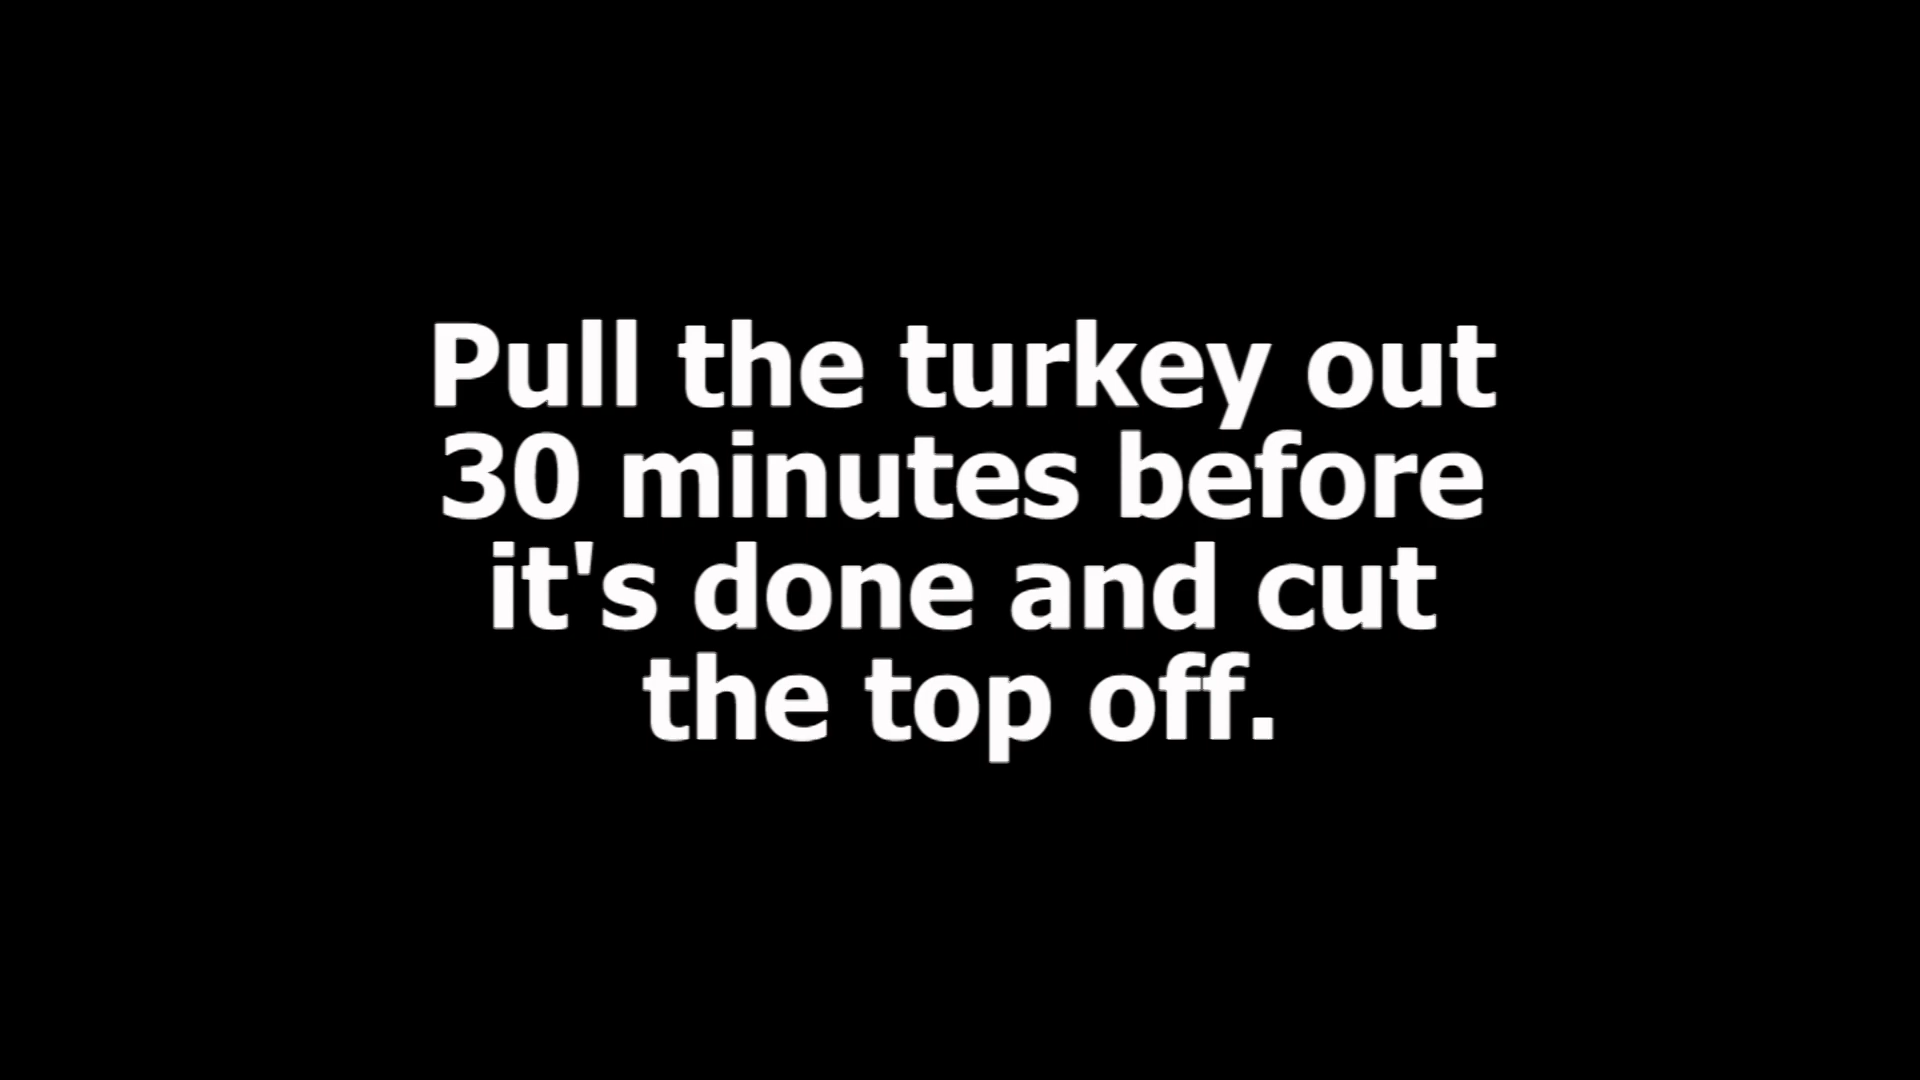 Pull the turkey out
30 minutes before
it's done and cut
the top off.